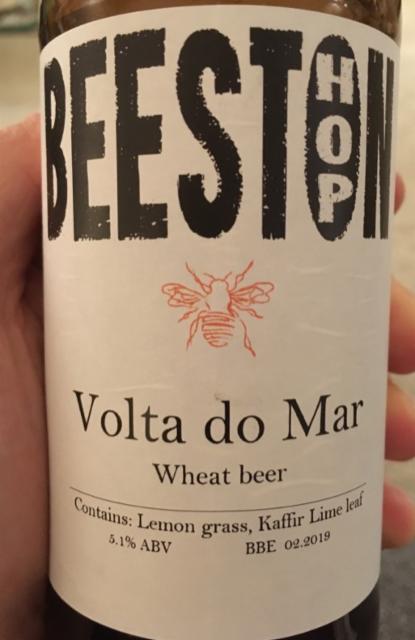 BEESTON
HOP
Volta do Mar
Wheat beer
Contains: Lemon grass, Kaffir Lime leaf
5.1% ABV BBE 02.2019